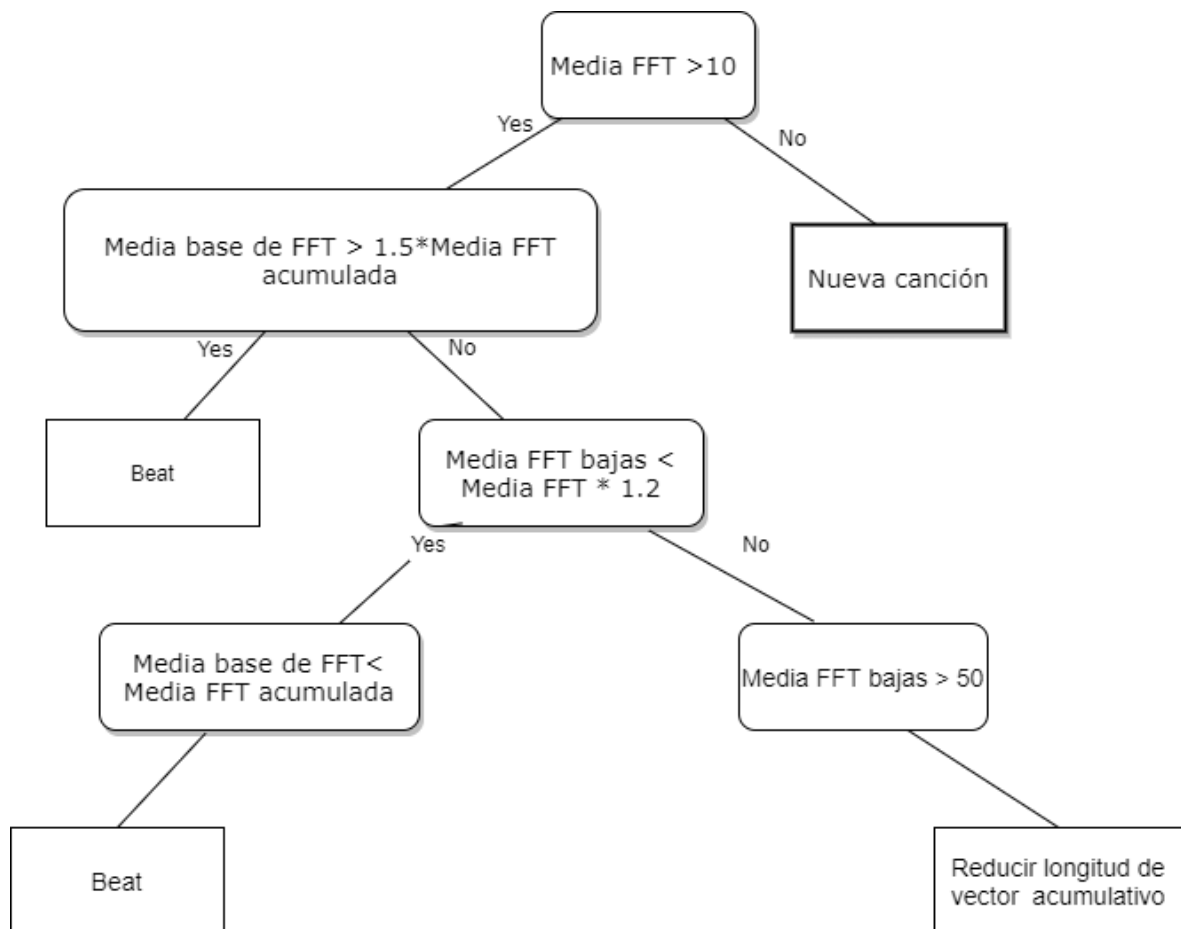 Media FFT >10
Yes
No
Media base de FFT > 1.5*Media FFT
acumulada
Nueva canción
Yes
No
Beat
Media FFT bajas <
Media FFT * 1.2
Yes
No
Media base de FFT<
Media FFT acumulada
Media FFT bajas > 50
Beat
Reducir longitud de
vector acumulativo